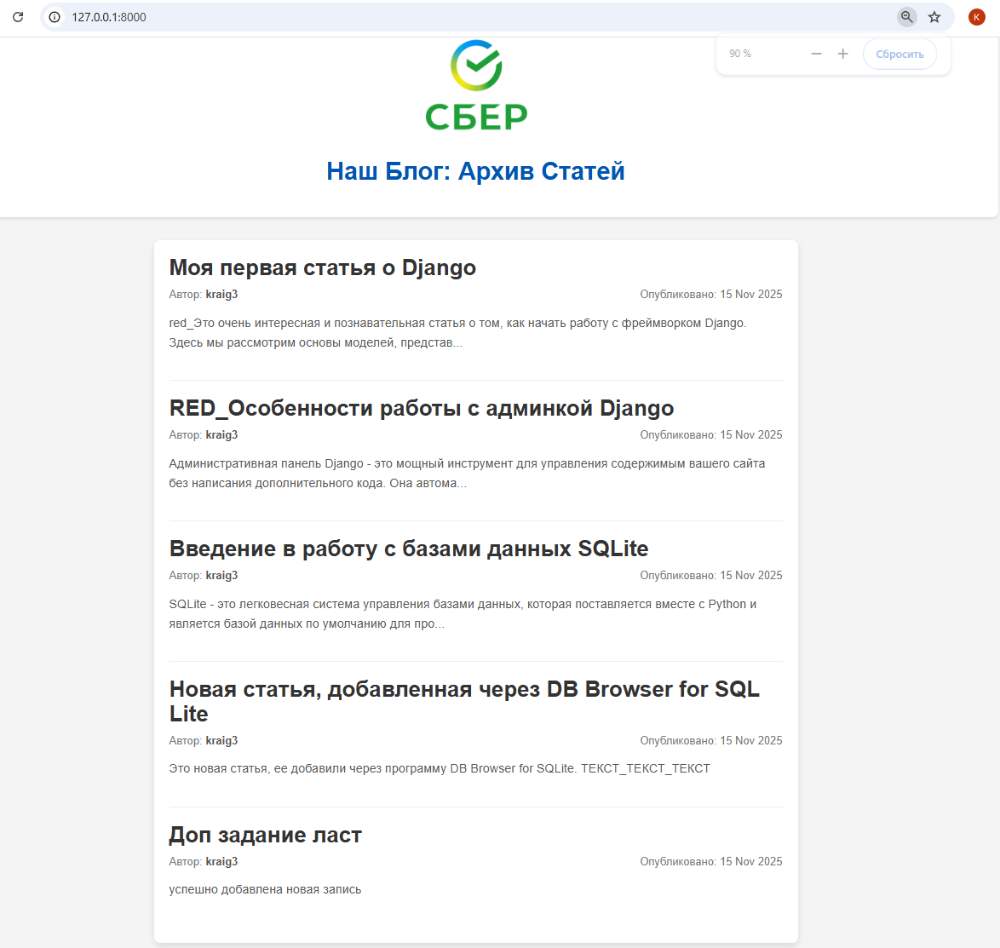 127.0.0.1:8000
К
90 %
Сбросить
СБЕР
Наш Блог: Архив Статей
Моя первая статья о Django
Автор: kraig3
Опубликовано: 15 Nov 2025
red_Это очень интересная и познавательная статья о том, как начать работу с фреймворком Django.
Здесь мы рассмотрим основы моделей, представ...
RED_Особенности работы с админкой Django
Автор: kraig3
Опубликовано: 15 Nov 2025
Административная панель Django - это мощный инструмент для управления содержимым вашего сайта
без написания дополнительного кода. Она автома...
Введение в работу с базами данных SQLite
Автор: kraig3
Опубликовано: 15 Nov 2025
SQLite - это легковесная система управления базами данных, которая поставляется вместе с Python и
является базой данных по умолчанию для про...
Новая статья, добавленная через DB Browser for SQL
Lite
Автор: kraig3
Опубликовано: 15 Nov 2025
Это новая статья, ее добавили через программу DB Browser for SQLite. ТЕКСТ_ТЕКСТ_ТЕКСТ
Доп задание ласт
Автор: kraig3
Опубликовано: 15 Nov 2025
успешно добавлена новая запись